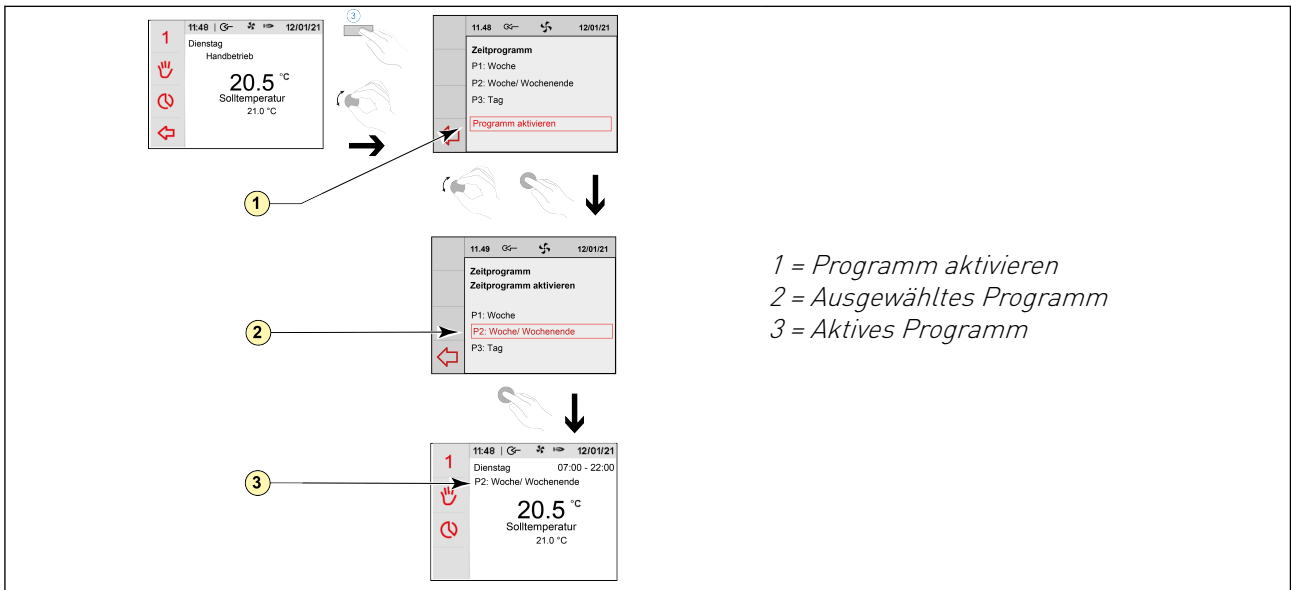 11:48 | 12/01/21
1
Dienstag
Handbetrieb
20.5 °C
Solltemperatur
21.0 °C
3
11.48 12/01/21
Zeitprogramm
P1: Woche
P2: Woche/ Wochenende
P3: Tag
Programm aktivieren
1
11.49 12/01/21
Zeitprogramm
Zeitprogramm aktivieren
P1: Woche
P2: Woche/ Wochenende
P3: Tag
2
11:48 | 12/01/21
1
Dienstag 07:00 - 22:00
P2: Woche/ Wochenende
20.5 °C
Solltemperatur
21.0 °C
3
1 = Programm aktivieren
2 = Ausgewähltes Programm
3 = Aktives Programm